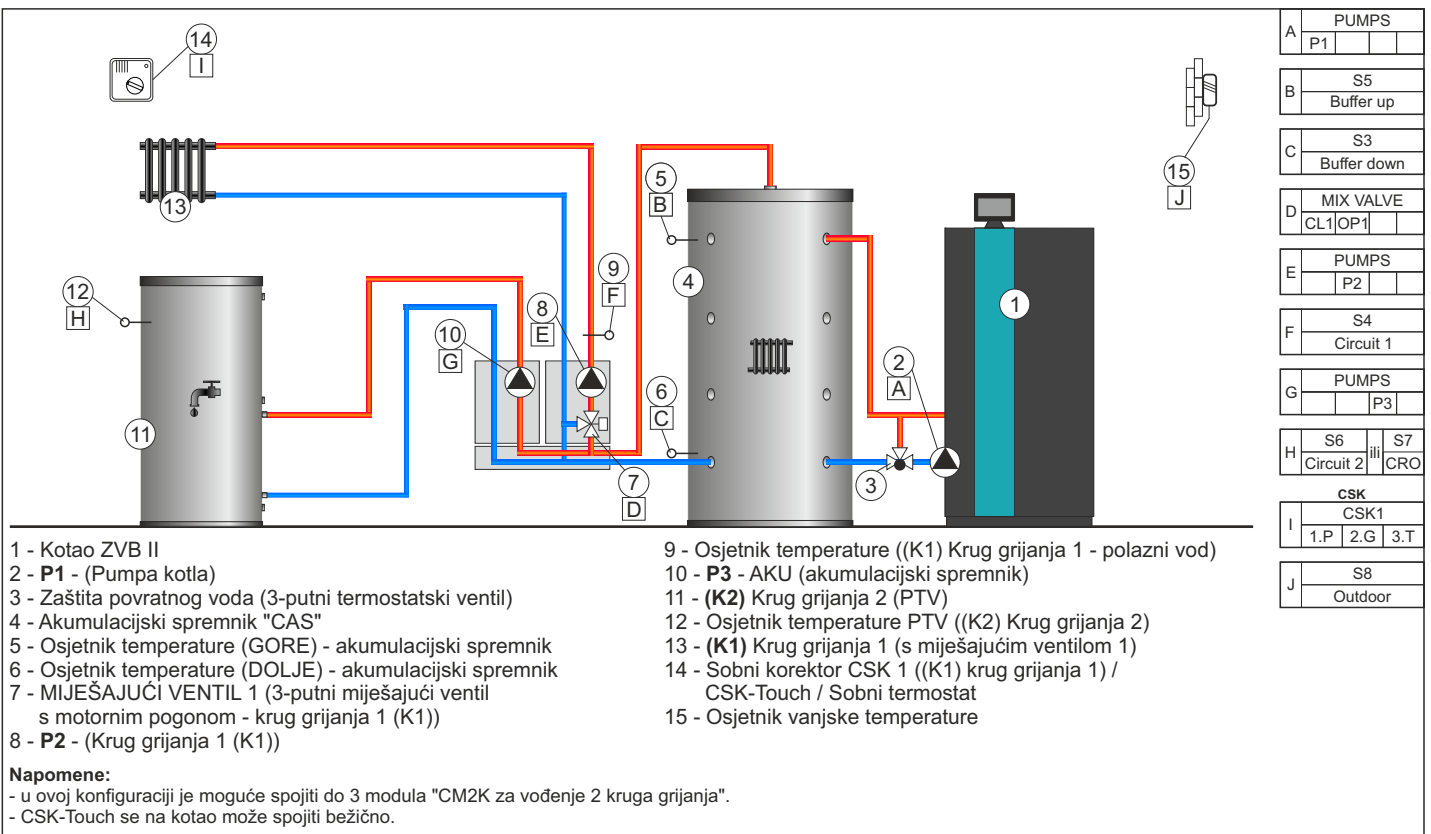 14
I
13
12
H
11
10
G
9
F
8
E
7
D
5
B
4
6
C
3
2
A
1
15
J
A PUMPS
P1
B S5
Buffer up
C S3
Buffer down
D MIX VALVE
CL1 OP1
E PUMPS
P2
F S4
Circuit 1
G PUMPS
P3
H S6 ili S7
Circuit 2 CRO
CSK
I CSK1
1.P 2.G 3.T
J S8
Outdoor
1 - Kotao ZVB II
2 - P1 - (Pumpa kotla)
3 - Zaštita povratnog voda (3-putni termostatski ventil)
4 - Akumulacijski spremnik "CAS"
5 - Osjetnik temperature (GORE) - akumulacijski spremnik
6 - Osjetnik temperature (DOLJE) - akumulacijski spremnik
7 - MIJEŠAJUĆI VENTIL 1 (3-putni miješajući ventil
s motornim pogonom - krug grijanja 1 (K1))
8 - P2 - (Krug grijanja 1 (K1))
9 - Osjetnik temperature ((K1) Krug grijanja 1 - polazni vod)
10 - P3 - AKU (akumulacijski spremnik)
11 - (K2) Krug grijanja 2 (PTV)
12 - Osjetnik temperature PTV ((K2) Krug grijanja 2)
13 - (K1) Krug grijanja 1 (s miješajućim ventilom 1)
14 - Sobni korektor CSK 1 ((K1) krug grijanja 1) /
CSK-Touch / Sobni termostat
15 - Osjetnik vanjske temperature
Napomene:
- u ovoj konfiguraciji je moguće spojiti do 3 modula "CM2K za vođenje 2 kruga grijanja".
- CSK-Touch se na kotao može spojiti bežično.